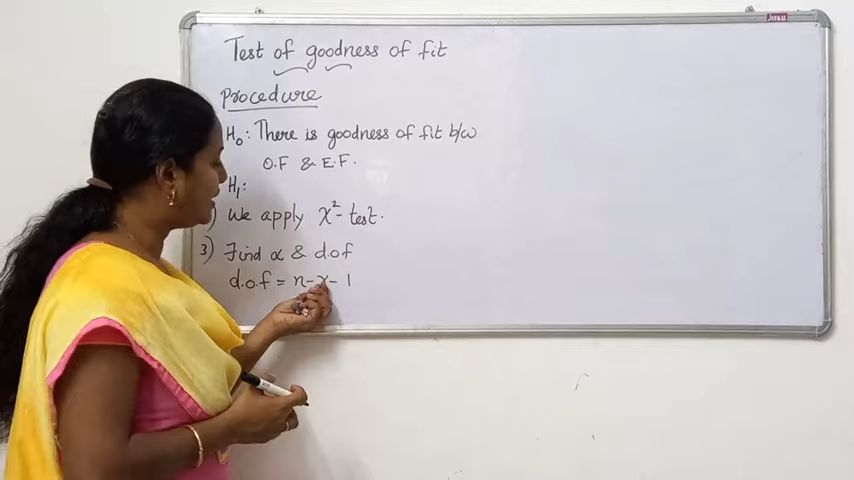 JAYKAL
Test of goodness of fit
Procedure
H₀: There is goodness of fit b/w
O.F & E.F.
H₁:
) We apply χ²-test.
3) Find α & d.o.f
d.o.f = n-r-1